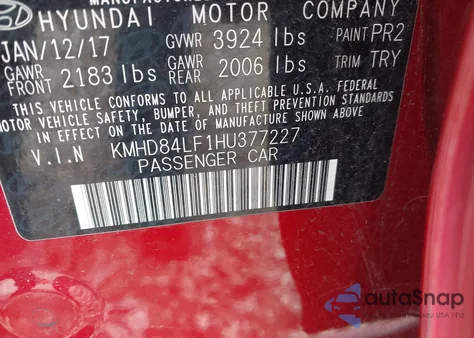 MANUFACTURED
HYUNDAI MOTOR COMPANY
JAN/12/17 GVWR 3924 lbs PAINT PR2
GAWR FRONT 2183 lbs GAWR REAR 2006 lbs TRIM TRY
THIS VEHICLE CONFORMS TO ALL APPLICABLE U.S.A. FEDERAL
MOTOR VEHICLE SAFETY, BUMPER, AND THEFT PREVENTION STANDARDS
IN EFFECT ON THE DATE OF MANUFACTURE SHOWN ABOVE.
V.I.N KMHD84LF1HU377227
PASSENGER CAR
autaSnap